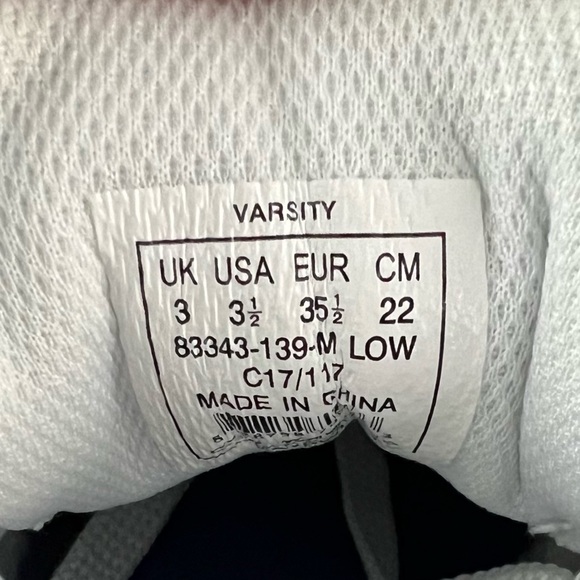 VARSITY
UK USA EUR CM
3 3½ 35½ 22
83343-139-M LOW
C17/117
MADE IN CHINA